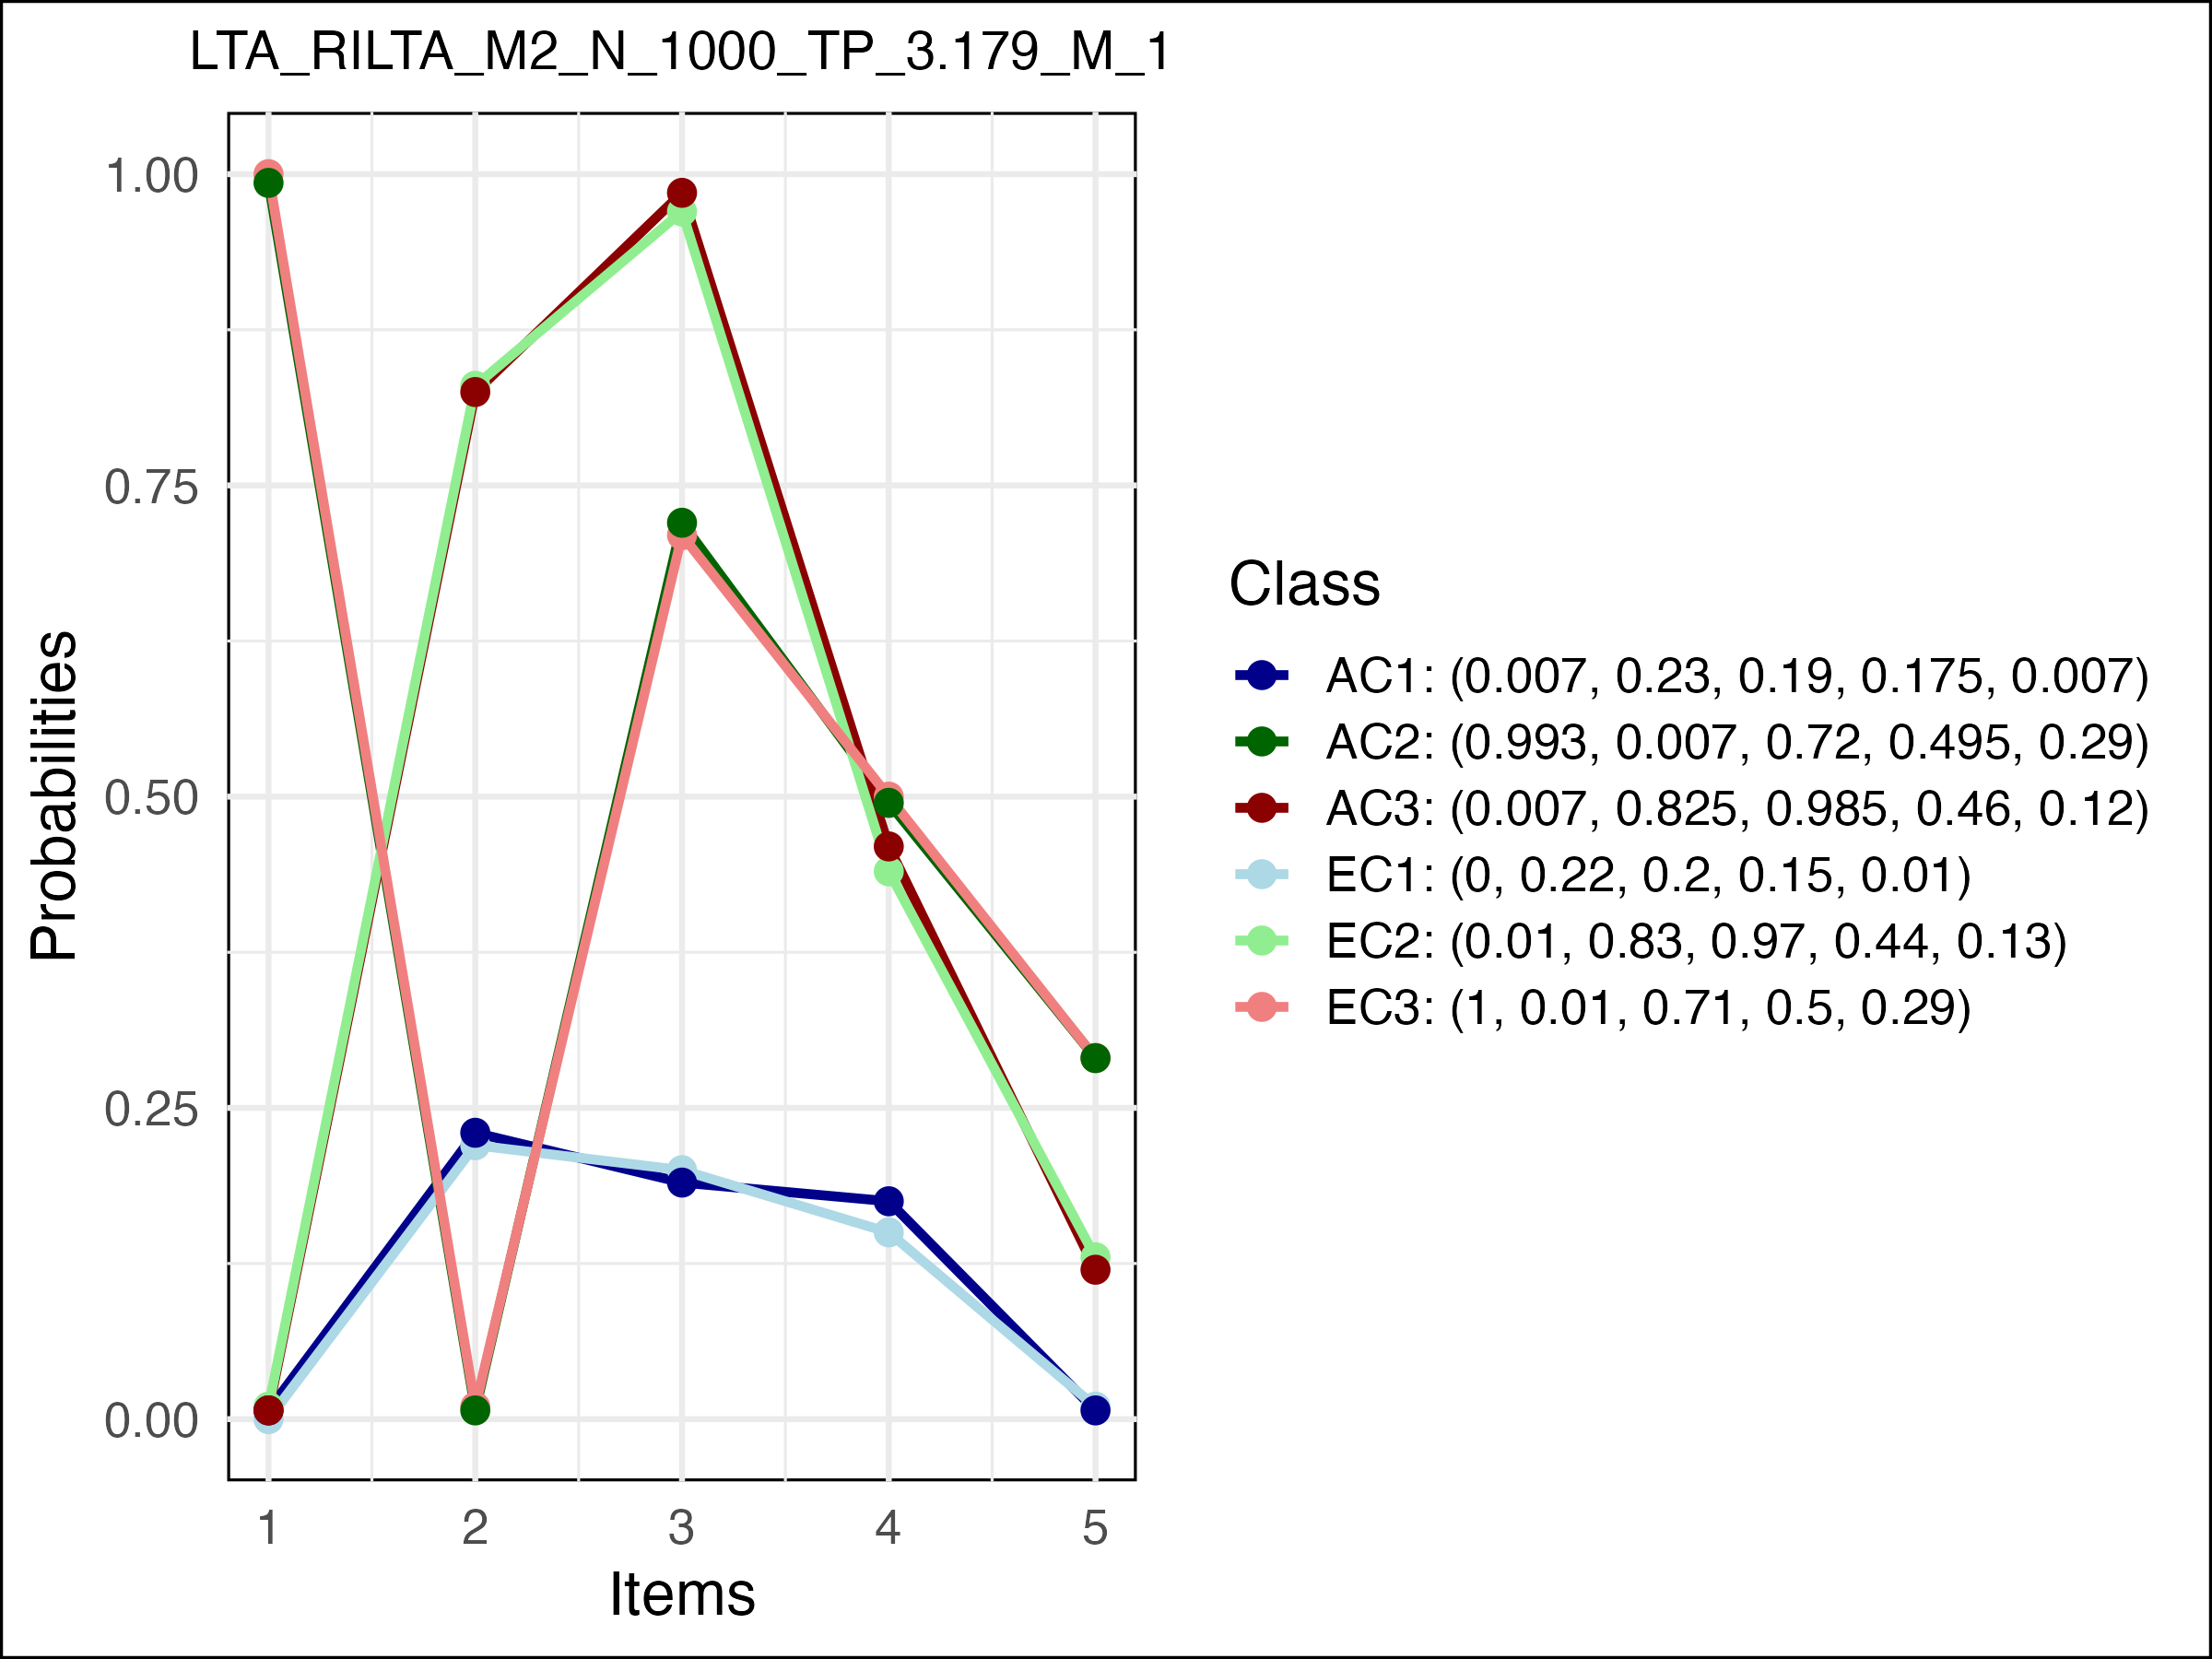 LTA_RILTA_M2_N_1000_TP_3.179_M_1
1.00
0.75
0.50
0.25
0.00
Probabilities
1 2 3 4 5
Items
Class
AC1: (0.007, 0.23, 0.19, 0.175, 0.007)
AC2: (0.993, 0.007, 0.72, 0.495, 0.29)
AC3: (0.007, 0.825, 0.985, 0.46, 0.12)
EC1: (0, 0.22, 0.2, 0.15, 0.01)
EC2: (0.01, 0.83, 0.97, 0.44, 0.13)
EC3: (1, 0.01, 0.71, 0.5, 0.29)